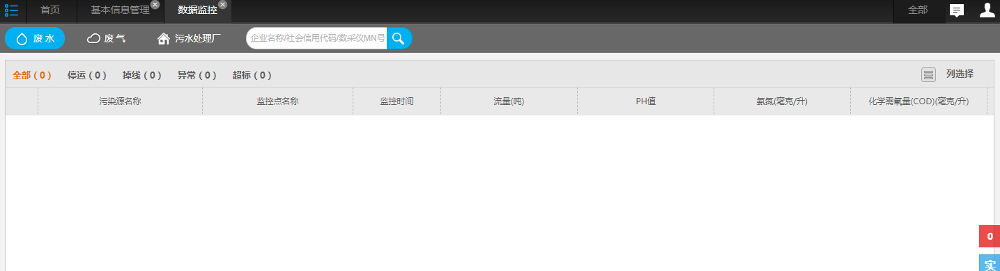 首页 基本信息管理 数据监控 全部
废水 废气 污水处理厂 企业名称/社会信用代码/数采仪MN号
全部（0） 停运（0） 掉线（0） 异常（0） 超标（0） 列选择
污染源名称 监控点名称 监控时间 流量(吨) PH值 氨氮(毫克/升) 化学需氧量(COD)(毫克/升)
0
实